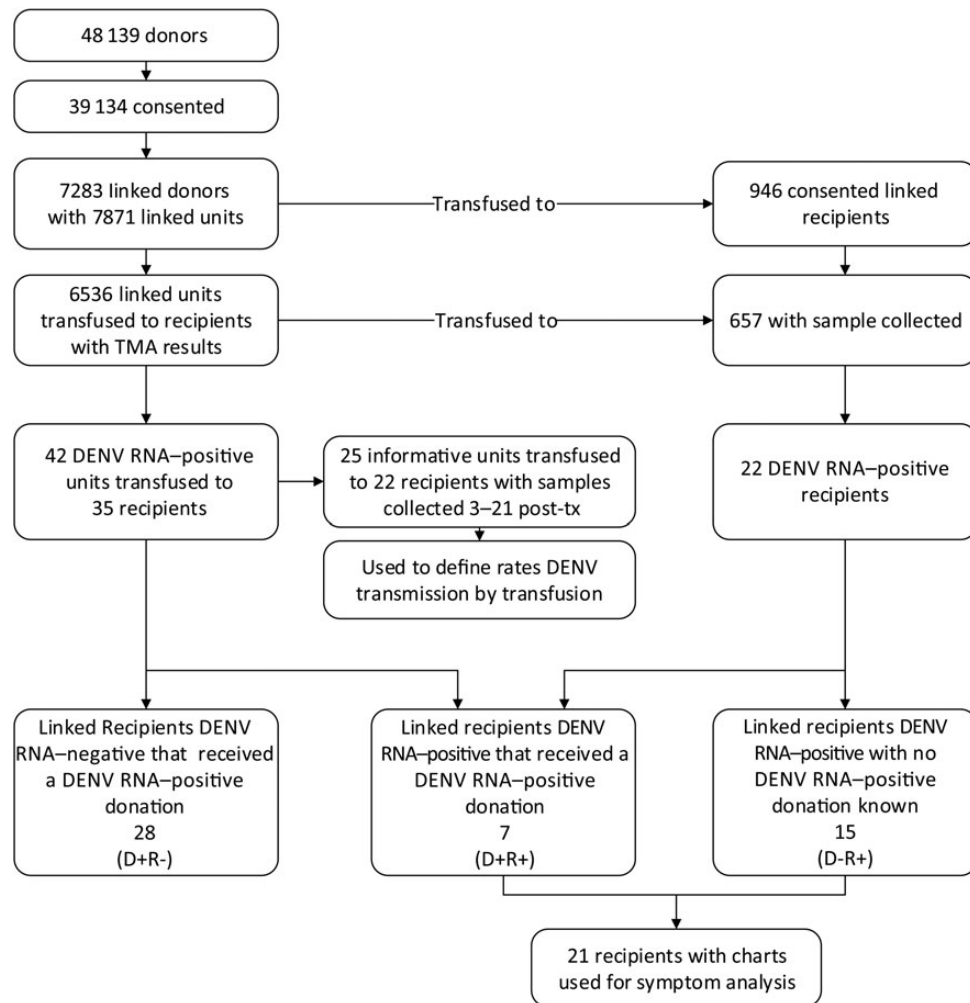 48 139 donors
39 134 consented
7283 linked donors
with 7871 linked units
Transfused to
946 consented linked
recipients
6536 linked units
transfused to recipients
with TMA results
Transfused to
657 with sample collected
42 DENV RNA–positive
units transfused to
35 recipients
25 informative units transfused
to 22 recipients with samples
collected 3–21 post-tx
22 DENV RNA–positive
recipients
Used to define rates DENV
transmission by transfusion
Linked Recipients DENV
RNA–negative that received
a DENV RNA–positive
donation
28
(D+R-)
Linked recipients DENV
RNA–positive that received a
DENV RNA–positive
donation
7
(D+R+)
Linked recipients DENV
RNA–positive with no
DENV RNA–positive
donation known
15
(D-R+)
21 recipients with charts
used for symptom analysis